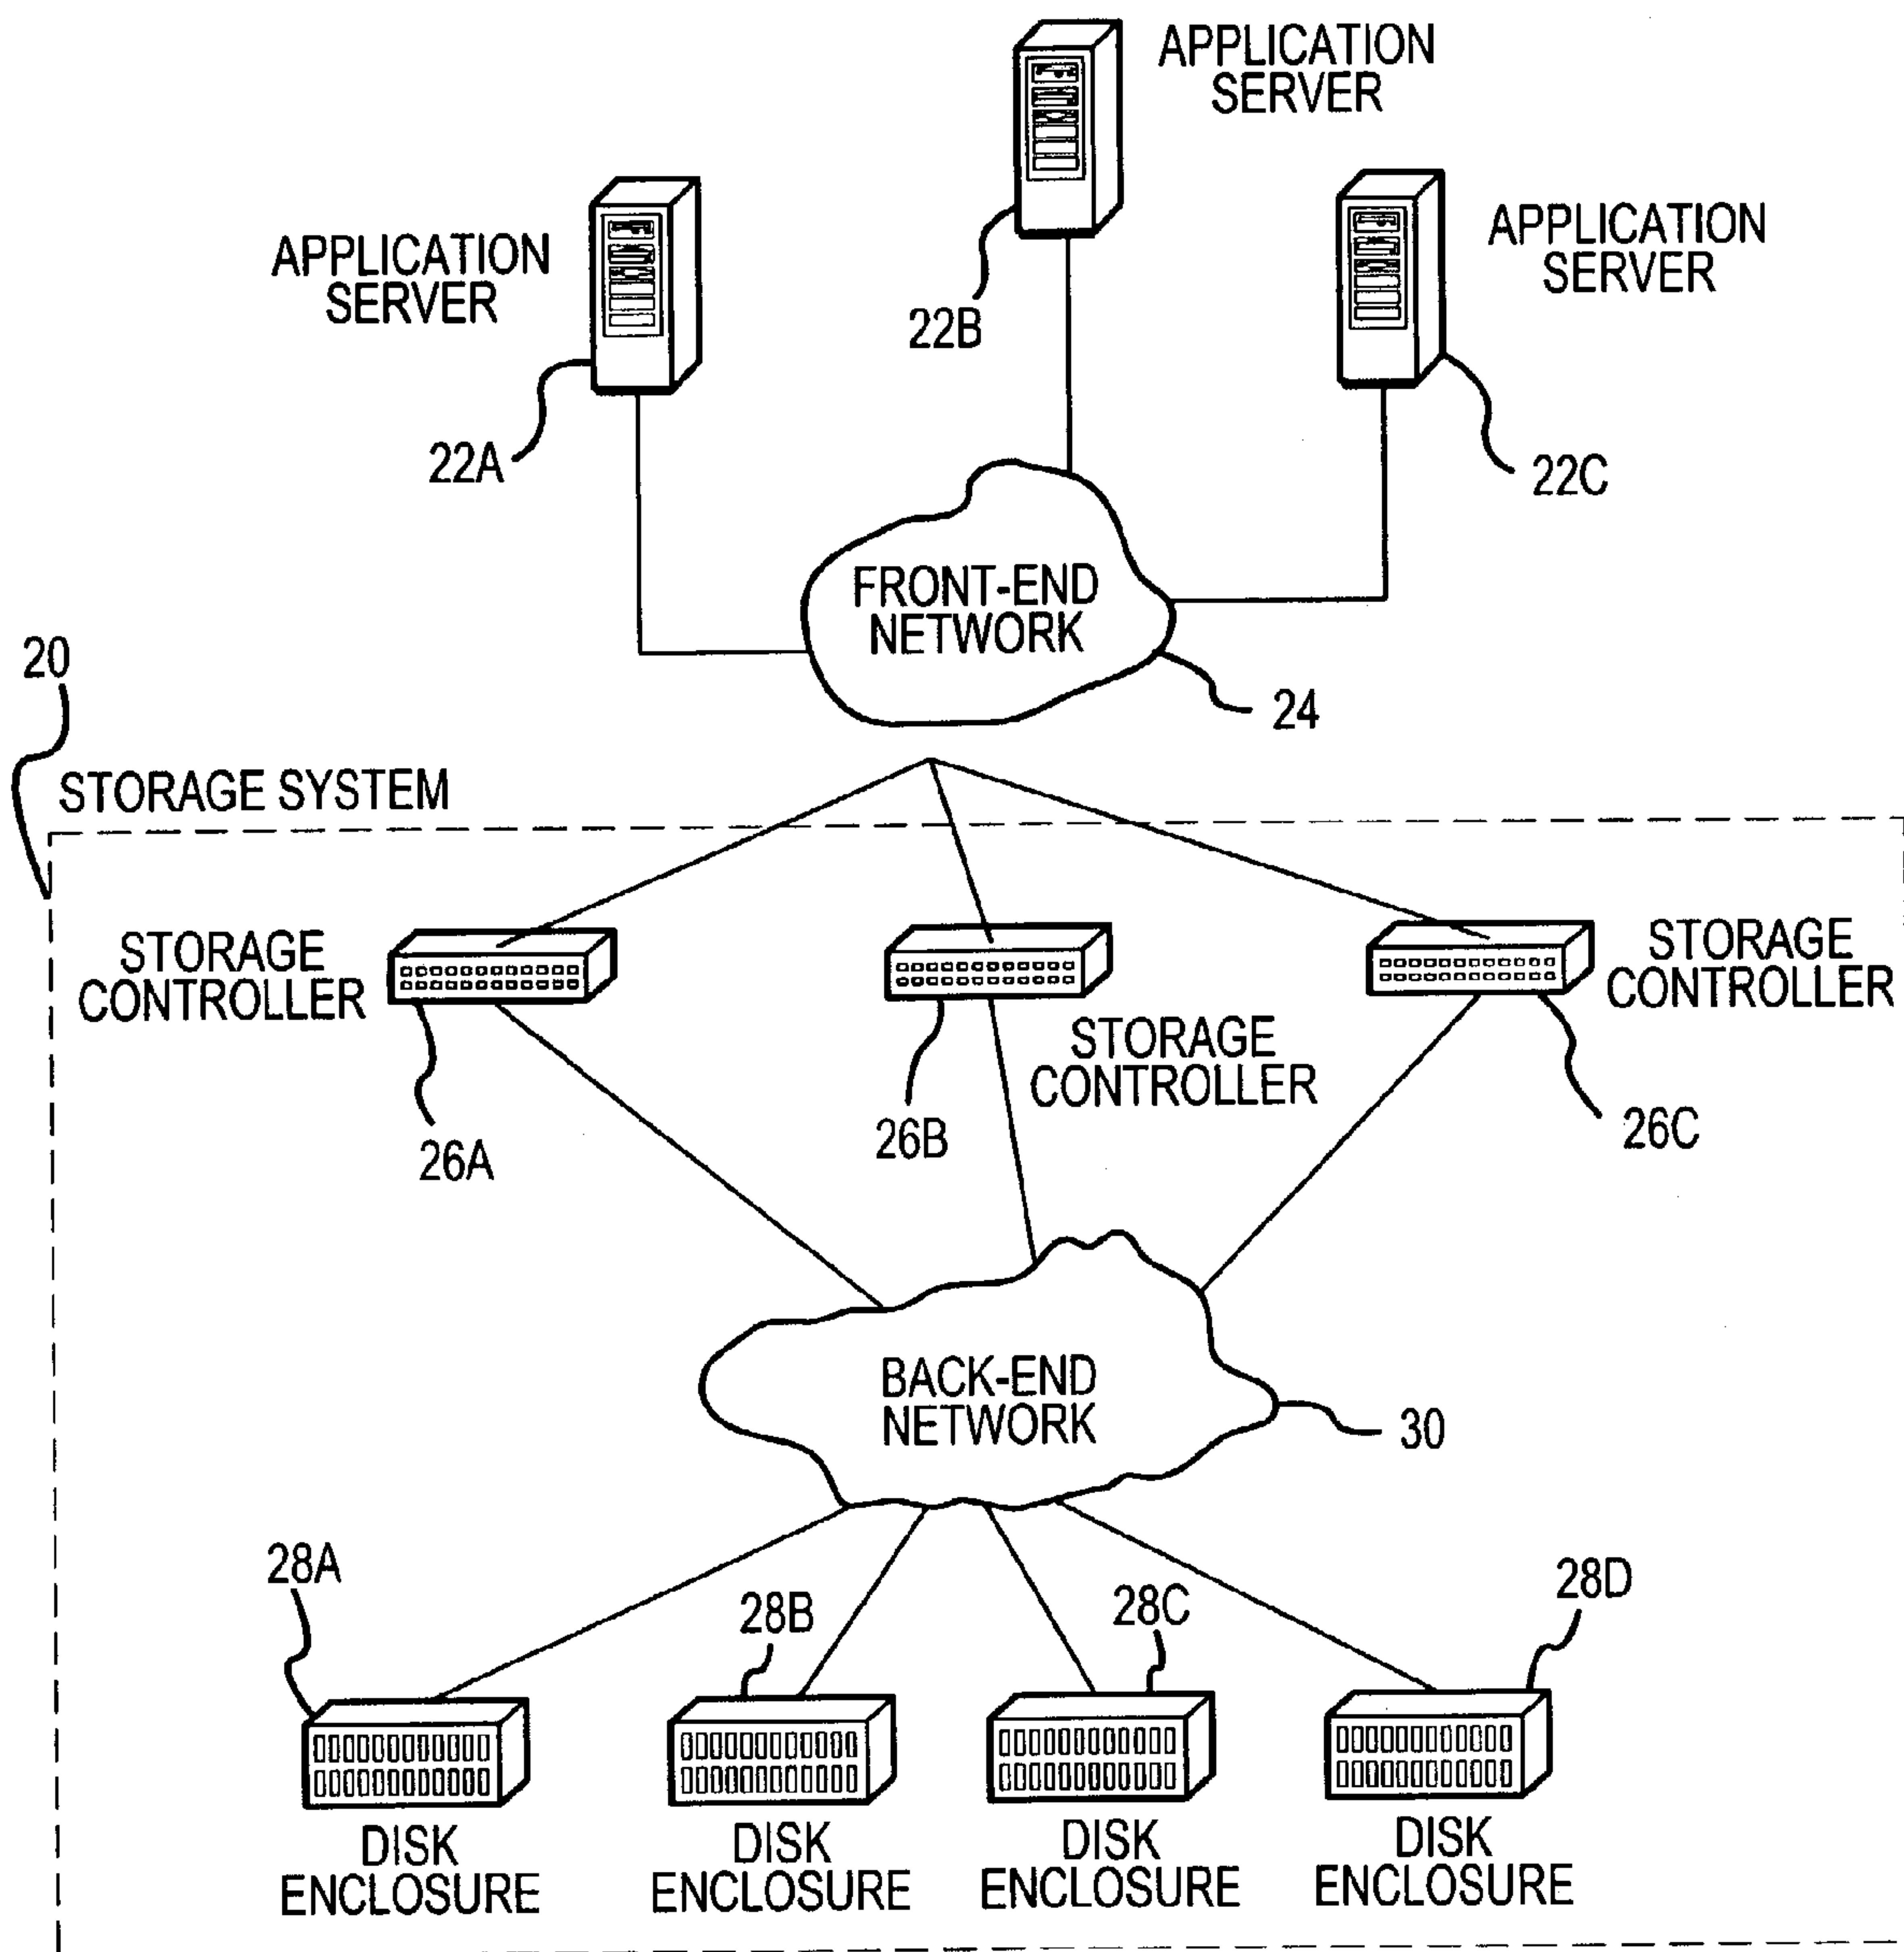 APPLICATION
SERVER
APPLICATION
SERVER
APPLICATION
SERVER
22B
22A
22C
FRONT-END
NETWORK
20
24
STORAGE SYSTEM
STORAGE
CONTROLLER
STORAGE
CONTROLLER
STORAGE
CONTROLLER
26A
26B
26C
BACK-END
NETWORK
30
28A
28B
28C
28D
DISK
ENCLOSURE
DISK
ENCLOSURE
DISK
ENCLOSURE
DISK
ENCLOSURE